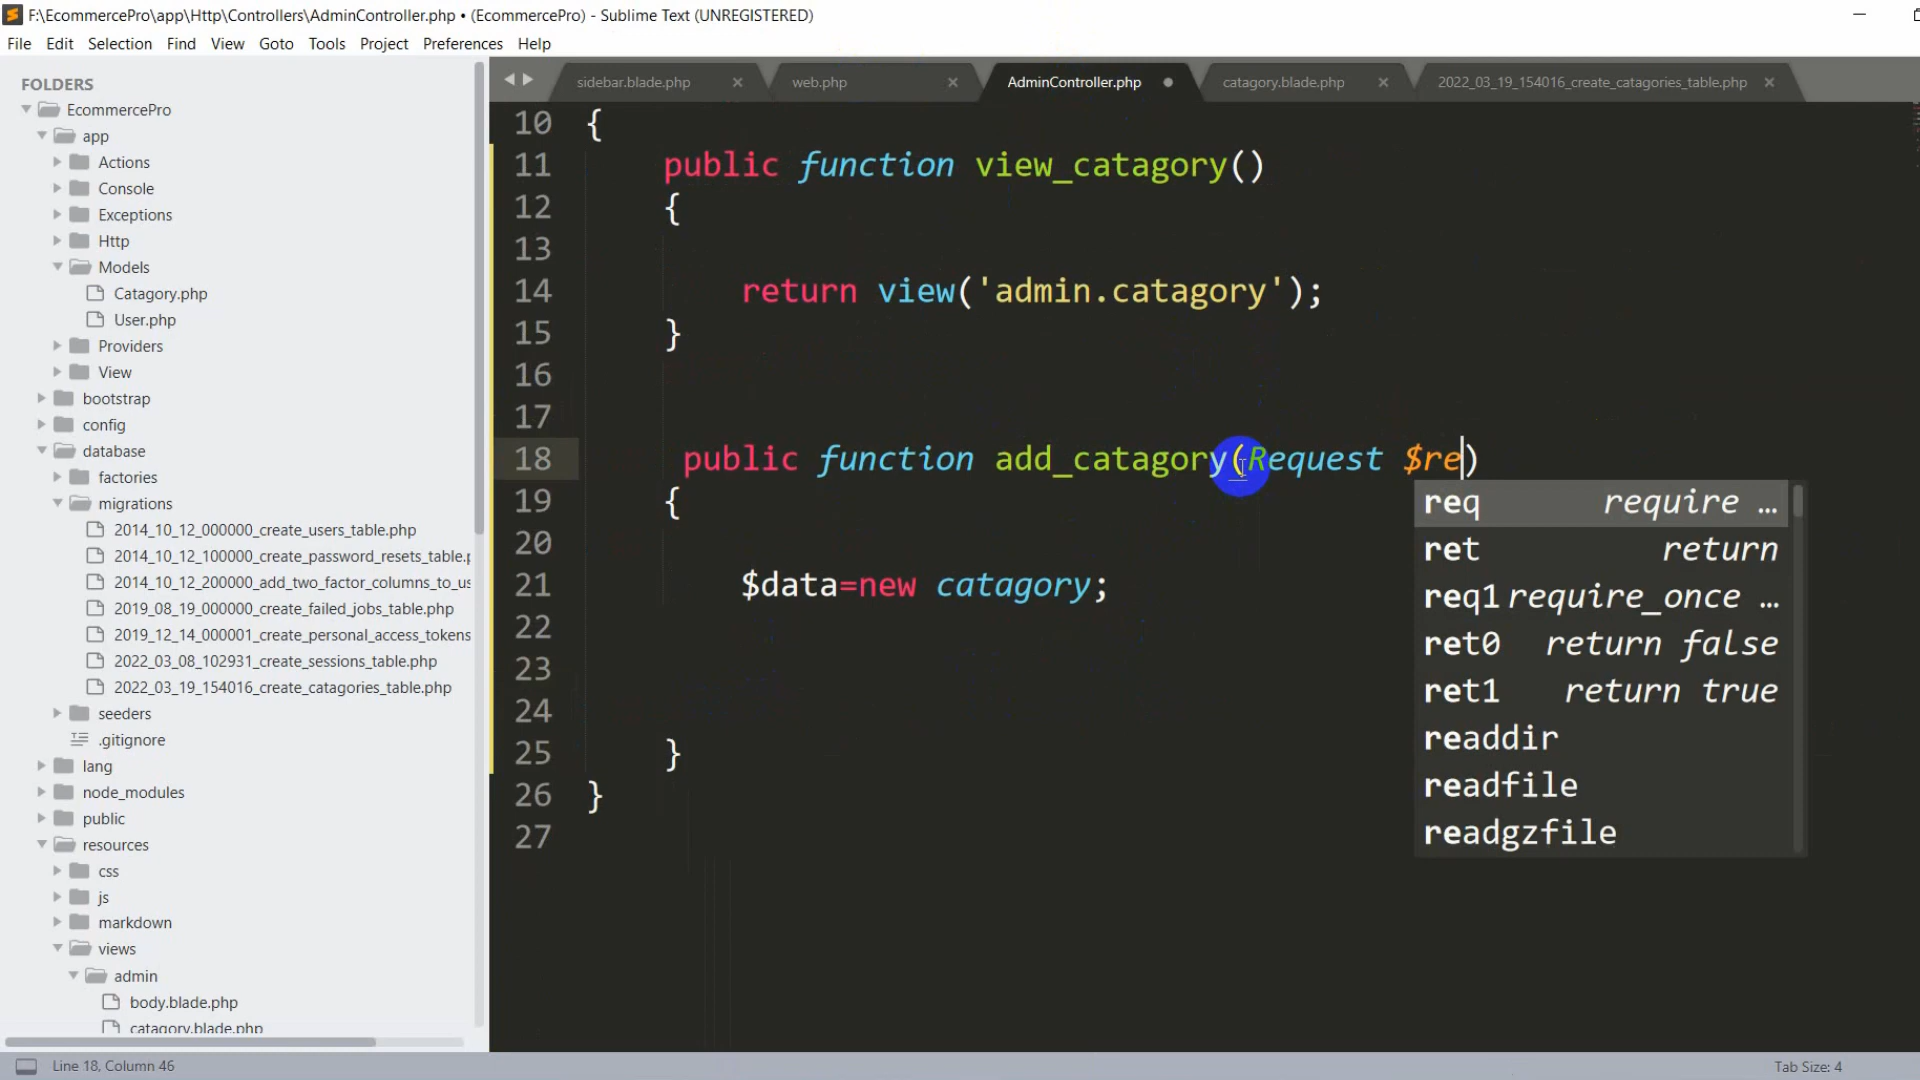 F:\EcommercePro\app\Http\Controllers\AdminController.php • (EcommercePro) - Sublime Text (UNREGISTERED)
File Edit Selection Find View Goto Tools Project Preferences Help
FOLDERS
EcommercePro
app
Actions
Console
Exceptions
Http
Models
Catagory.php
User.php
Providers
View
bootstrap
config
database
factories
migrations
2014_10_12_000000_create_users_table.php
2014_10_12_100000_create_password_resets_table.p
2014_10_12_200000_add_two_factor_columns_to_us
2019_08_19_000000_create_failed_jobs_table.php
2019_12_14_000001_create_personal_access_tokens
2022_03_08_102931_create_sessions_table.php
2022_03_19_154016_create_catagories_table.php
seeders
.gitignore
lang
node_modules
public
resources
css
js
markdown
views
admin
body.blade.php
catagory.blade.php
sidebar.blade.php web.php AdminController.php catagory.blade.php 2022_03_19_154016_create_catagories_table.php
10 {
11 public function view_catagory()
12 {
13
14 return view('admin.catagory');
15 }
16
17
18 public function add_catagory(Request $re)
19 {
20
21 $data=new catagory;
22
23
24
25 }
26 }
27
req require …
ret return
req1 require_once …
ret0 return false
ret1 return true
readdir
readfile
readgzfile
Line 18, Column 46
Tab Size: 4